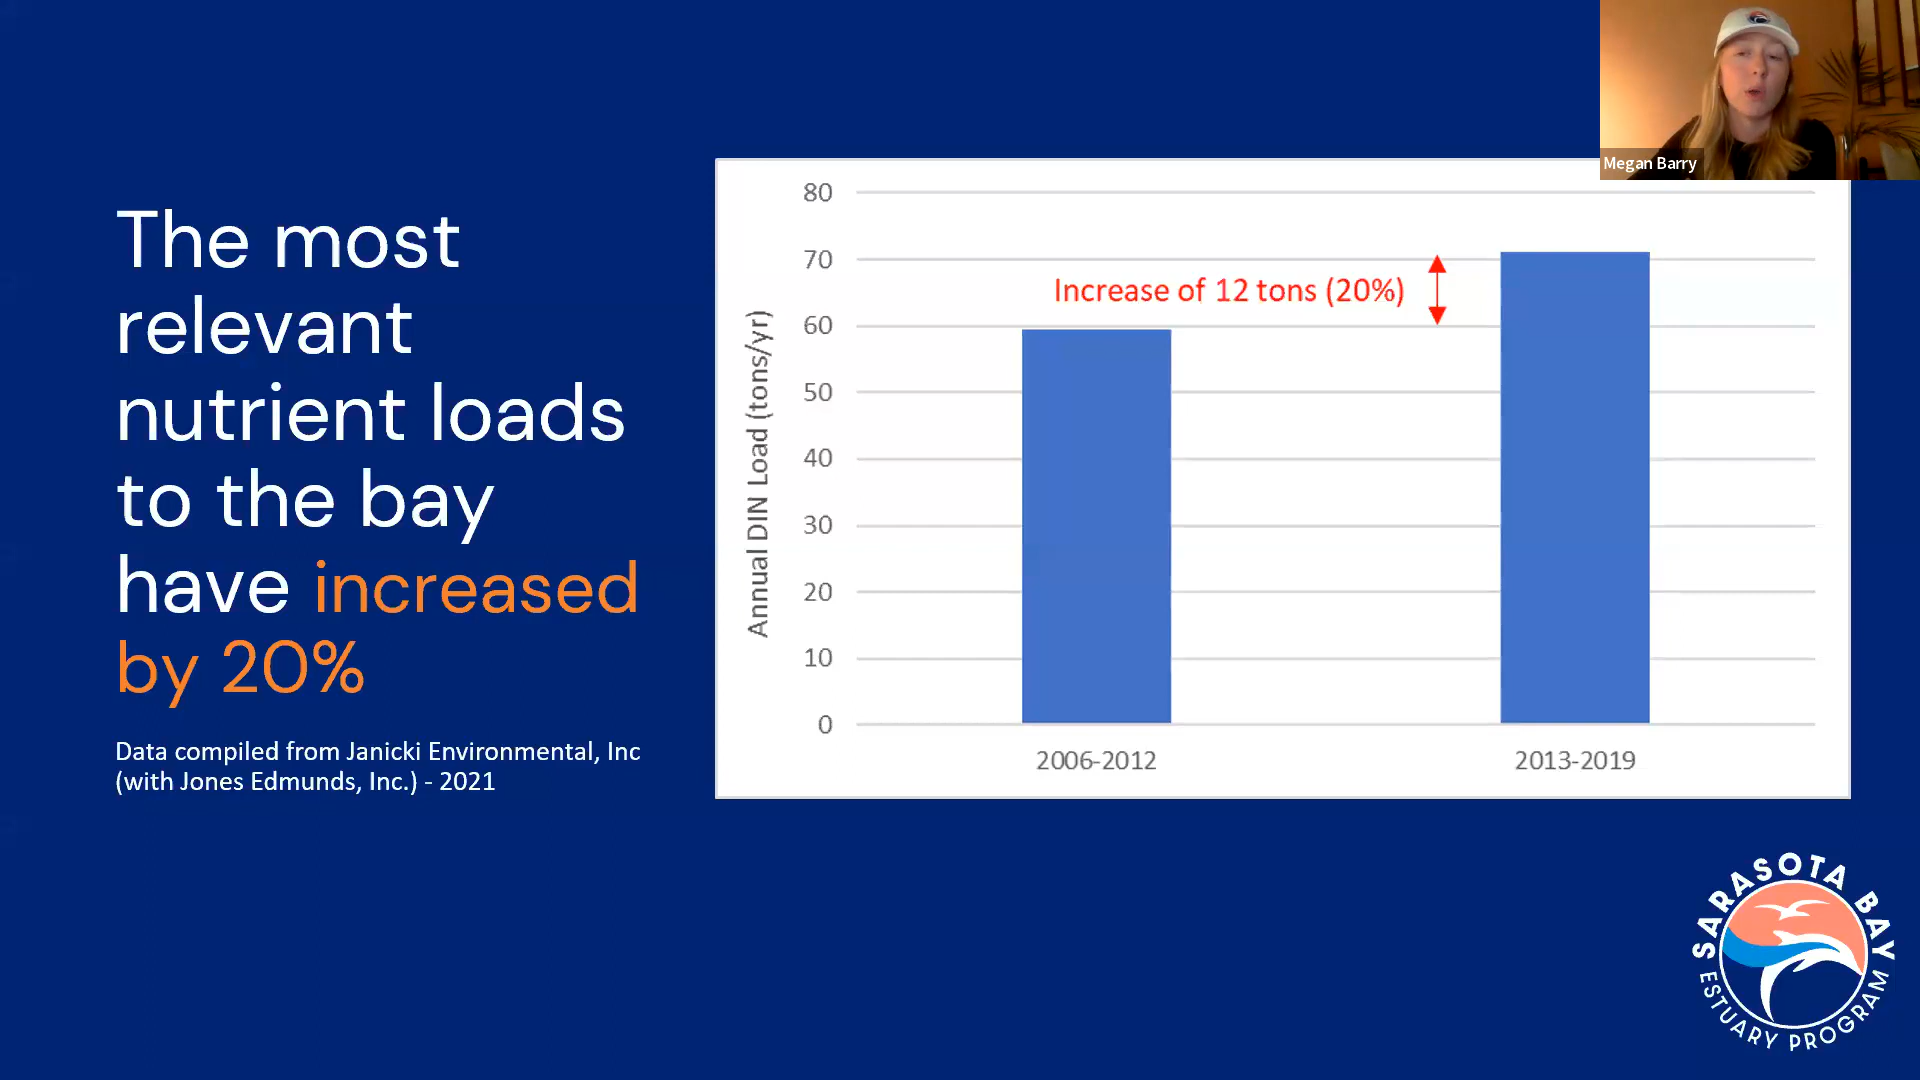 The most
relevant
nutrient loads
to the bay
have increased
by 20%
Data compiled from Janicki Environmental, Inc
(with Jones Edmunds, Inc.) - 2021
Annual DIN Load (tons/yr)
80
70
60
50
40
30
20
10
0
Increase of 12 tons (20%)
2006-2012
2013-2019
Megan Barry
SARASOTA BAY
ESTUARY PROGRAM